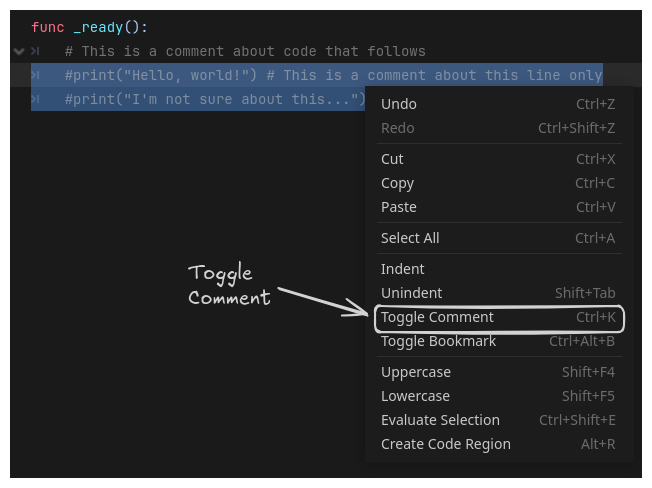 func _ready():
# This is a comment about code that follows
#print("Hello, world!") # This is a comment about this line only
#print("I'm not sure about this...")
Undo Ctrl+Z
Redo Ctrl+Shift+Z
Cut Ctrl+X
Copy Ctrl+C
Paste Ctrl+V
Select All Ctrl+A
Indent
Unindent Shift+Tab
Toggle Comment Ctrl+K
Toggle Bookmark Ctrl+Alt+B
Uppercase Shift+F4
Lowercase Shift+F5
Evaluate Selection Ctrl+Shift+E
Create Code Region Alt+R
Toggle
Comment